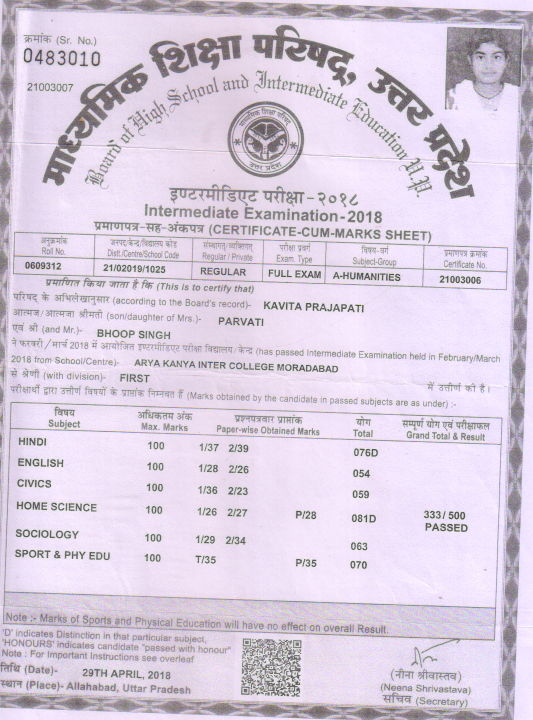 क्रमांक (Sr. No.)
0483010
21003007
माध्यमिक शिक्षा परिषद्, उत्तर प्रदेश
Board of High School and Intermediate Education U.P.
माध्यमिक शिक्षा परिषद
उत्तर प्रदेश
इण्टरमीडिएट परीक्षा-२०१८
Intermediate Examination-2018
प्रमाणपत्र-सह-अंकपत्र (CERTIFICATE-CUM-MARKS SHEET)
अनुक्रमांक जनपद/केन्द्र/विद्यालय कोड संस्थागत/व्यक्तिगत परीक्षा प्रवर्ग विषय-वर्ग प्रमाणपत्र क्रमांक
Roll No. Distt./Centre/School Code Regular / Private Exam. Type Subject-Group Certificate No.
0609312 21/02019/1025 REGULAR FULL EXAM A-HUMANITIES 21003006
प्रमाणित किया जाता है कि (This is to certify that)
परिषद के अभिलेखानुसार (according to the Board's record)- KAVITA PRAJAPATI
आत्मज/आत्मजा श्रीमती (son/daughter of Mrs.)- PARVATI
एवं श्री (and Mr.)- BHOOP SINGH
ने फरवरी/मार्च 2018 में आयोजित इण्टरमीडिएट परीक्षा विद्यालय/केन्द्र (has passed Intermediate Examination held in February/March
2018 from School/Centre)- ARYA KANYA INTER COLLEGE MORADABAD
से श्रेणी (with division)- FIRST में उत्तीर्ण की है।
परीक्षार्थी द्वारा उत्तीर्ण विषयों के प्राप्तांक निम्नवत हैं (Marks obtained by the candidate in passed subjects are as under) :-
विषय अधिकतम अंक प्रश्नपत्रवार प्राप्तांक योग सम्पूर्ण योग एवं परीक्षाफल
Subject Max. Marks Paper-wise Obtained Marks Total Grand Total & Result
HINDI 100 1/37 2/39 076D
ENGLISH 100 1/28 2/26 054
CIVICS 100 1/36 2/23 059
HOME SCIENCE 100 1/26 2/27 P/28 081D 333/500
PASSED
SOCIOLOGY 100 1/29 2/34 063
SPORT & PHY EDU 100 T/35 P/35 070
Note :- Marks of Sports and Physical Education will have no effect on overall Result.
'D' indicates Distinction in that particular subject,
'HONOURS' indicates candidate "passed with honour"
Note : For Important Instructions see overleaf
तिथि (Date)- 29TH APRIL, 2018
स्थान (Place)- Allahabad, Uttar Pradesh
(नीना श्रीवास्तव)
(Neena Shrivastava)
सचिव (Secretary)